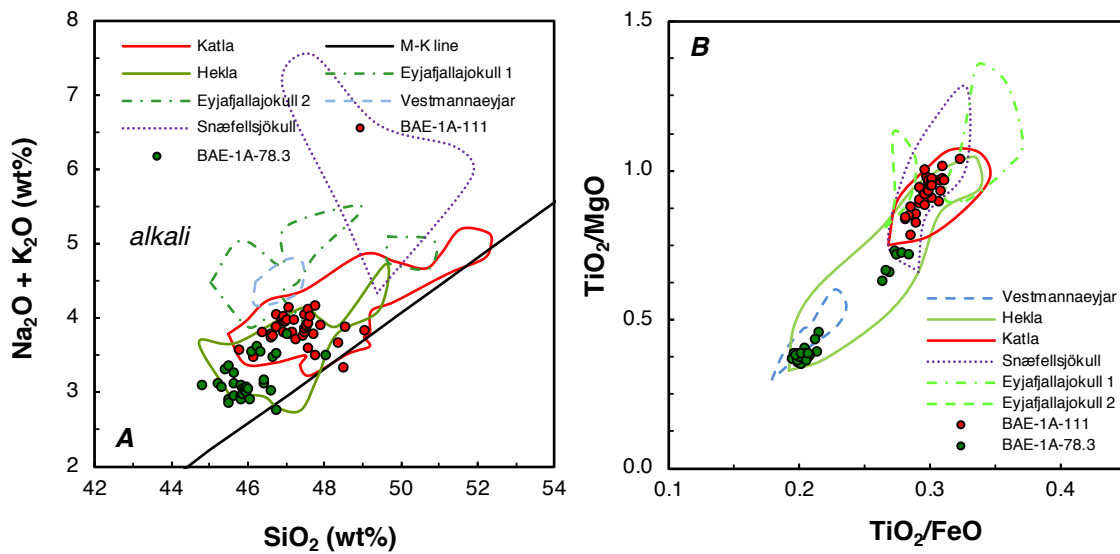 8
7
6
5
4
3
2
Na₂O + K₂O (wt%)
Katla
M-K line
Hekla
Eyjafjallajokull 1
Eyjafjallajokull 2
Vestmannaeyjar
Snæfellsjökull
BAE-1A-111
BAE-1A-78.3
alkali
A
42 44 46 48 50 52 54
SiO₂ (wt%)
1.5
1.0
0.5
0.0
TiO₂/MgO
B
Vestmannaeyjar
Hekla
Katla
Snæfellsjökull
Eyjafjallajokull 1
Eyjafjallajokull 2
BAE-1A-111
BAE-1A-78.3
0.1 0.2 0.3 0.4
TiO₂/FeO